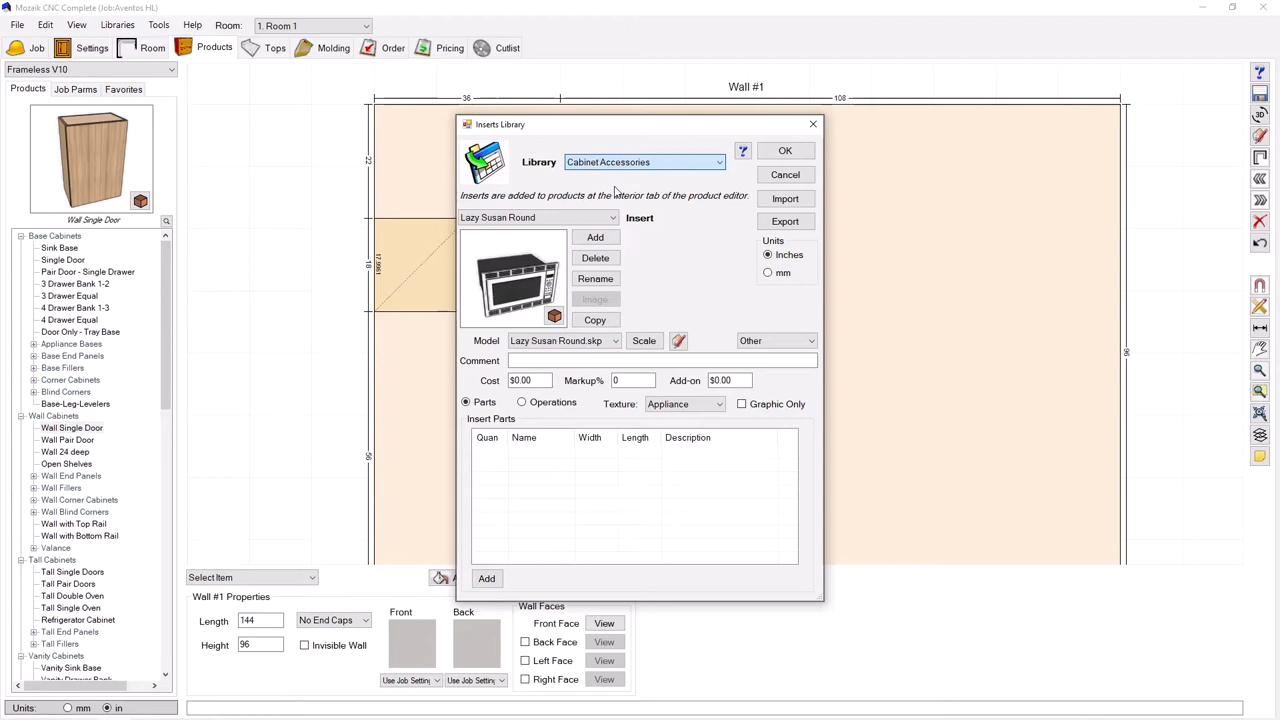 Mozaik CNC Complete (Job:Aventos HL)
File Edit View Libraries Tools Help Room: 1. Room 1
Job Settings Room Products Tops Molding Order Pricing Cutlist
Frameless V10
Products Job Parms Favorites
Wall Single Door
Base Cabinets
Sink Base
Single Door
Pair Door - Single Drawer
3 Drawer Bank 1-2
3 Drawer Equal
4 Drawer Bank 1-3
4 Drawer Equal
Door Only - Tray Base
Appliance Bases
Base End Panels
Base Fillers
Corner Cabinets
Blind Corners
Base-Leg-Levelers
Wall Cabinets
Wall Single Door
Wall Pair Door
Wall 24 deep
Open Shelves
Wall End Panels
Wall Fillers
Wall Corner Cabinets
Wall Blind Corners
Wall with Top Rail
Wall with Bottom Rail
Valance
Tall Cabinets
Tall Single Doors
Tall Pair Doors
Tall Double Oven
Tall Single Oven
Refrigerator Cabinet
Tall End Panels
Tall Fillers
Vanity Cabinets
Vanity Sink Base
Units: mm in
Wall #1
36 108
22
18
56
96
Inserts Library
Library Cabinet Accessories ? OK
Cancel
Inserts are added to products at the interior tab of the product editor.
Import
Lazy Susan Round Insert
Export
Add
Units
Delete
Inches
Rename
mm
Image
Copy
Model Lazy Susan Round.skp Scale Other
Comment
Cost $0.00 Markup% 0 Add-on $0.00
Parts Operations Texture: Appliance Graphic Only
Insert Parts
Quan Name Width Length Description
Add
Select Item
Wall #1 Properties
Length 144 No End Caps
Height 96 Invisible Wall
Front Back
Use Job Setting Use Job Setting
Wall Faces
Front Face View
Back Face View
Left Face View
Right Face View
3D